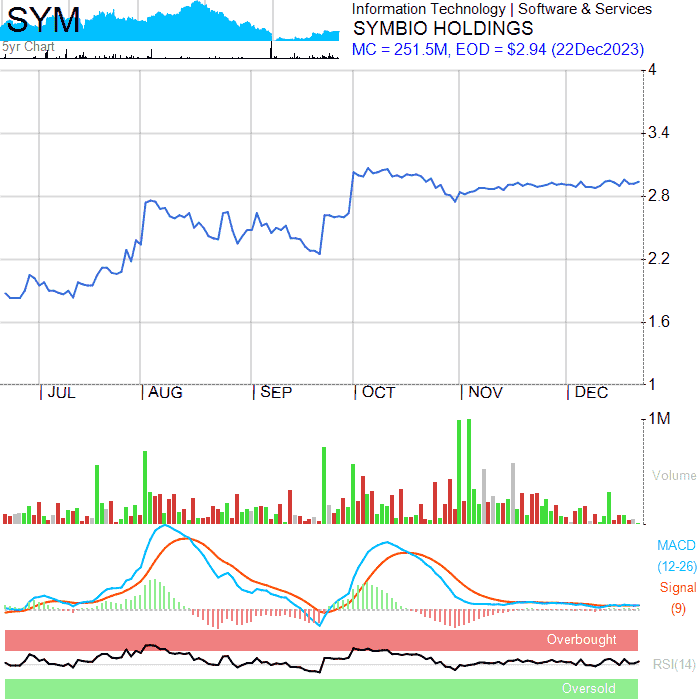 SYM
5yr Chart
Information Technology | Software & Services
SYMBIO HOLDINGS
MC = 251.5M, EOD = $2.94 (22Dec2023)
4
3.4
2.8
2.2
1.6
1
JUL AUG SEP OCT NOV DEC
1M
Volume
MACD
(12-26)
Signal
(9)
Overbought
RSI(14)
Oversold